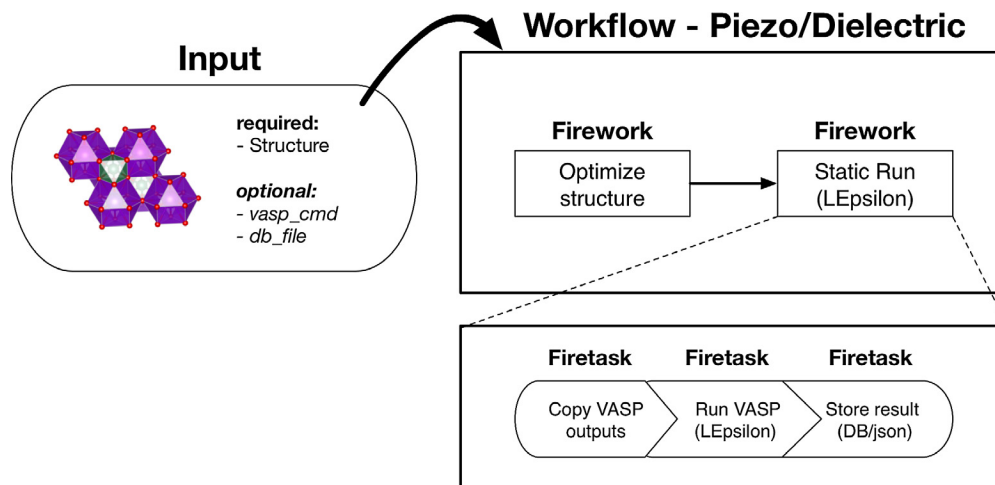 Input
required:
- Structure
optional:
- vasp_cmd
- db_file
Workflow - Piezo/Dielectric
Firework
Optimize
structure
Firework
Static Run
(LEpsilon)
Firetask
Copy VASP
outputs
Firetask
Run VASP
(LEpsilon)
Firetask
Store result
(DB/json)